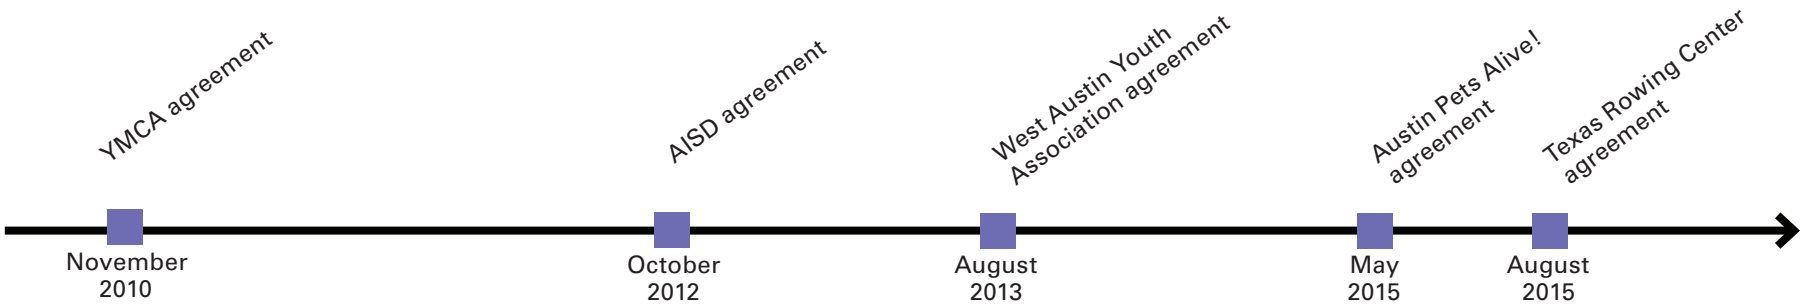 YMCA agreement
AISD agreement
West Austin Youth
Association agreement
Austin Pets Alive!
agreement
Texas Rowing Center
agreement
November
2010
October
2012
August
2013
May
2015
August
2015